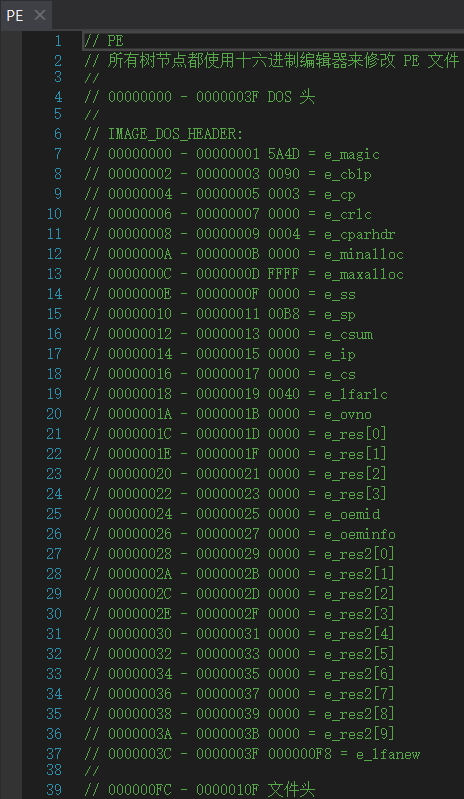 PE ×
1 // PE
2 // 所有树节点都使用十六进制编辑器来修改 PE 文件
3 //
4 // 00000000 - 0000003F DOS 头
5 //
6 // IMAGE_DOS_HEADER:
7 // 00000000 - 00000001 5A4D = e_magic
8 // 00000002 - 00000003 0090 = e_cblp
9 // 00000004 - 00000005 0003 = e_cp
10 // 00000006 - 00000007 0000 = e_crlc
11 // 00000008 - 00000009 0004 = e_cparhdr
12 // 0000000A - 0000000B 0000 = e_minalloc
13 // 0000000C - 0000000D FFFF = e_maxalloc
14 // 0000000E - 0000000F 0000 = e_ss
15 // 00000010 - 00000011 00B8 = e_sp
16 // 00000012 - 00000013 0000 = e_csum
17 // 00000014 - 00000015 0000 = e_ip
18 // 00000016 - 00000017 0000 = e_cs
19 // 00000018 - 00000019 0040 = e_lfarlc
20 // 0000001A - 0000001B 0000 = e_ovno
21 // 0000001C - 0000001D 0000 = e_res[0]
22 // 0000001E - 0000001F 0000 = e_res[1]
23 // 00000020 - 00000021 0000 = e_res[2]
24 // 00000022 - 00000023 0000 = e_res[3]
25 // 00000024 - 00000025 0000 = e_oemid
26 // 00000026 - 00000027 0000 = e_oeminfo
27 // 00000028 - 00000029 0000 = e_res2[0]
28 // 0000002A - 0000002B 0000 = e_res2[1]
29 // 0000002C - 0000002D 0000 = e_res2[2]
30 // 0000002E - 0000002F 0000 = e_res2[3]
31 // 00000030 - 00000031 0000 = e_res2[4]
32 // 00000032 - 00000033 0000 = e_res2[5]
33 // 00000034 - 00000035 0000 = e_res2[6]
34 // 00000036 - 00000037 0000 = e_res2[7]
35 // 00000038 - 00000039 0000 = e_res2[8]
36 // 0000003A - 0000003B 0000 = e_res2[9]
37 // 0000003C - 0000003F 000000F8 = e_lfanew
38 //
39 // 000000FC - 0000010F 文件头